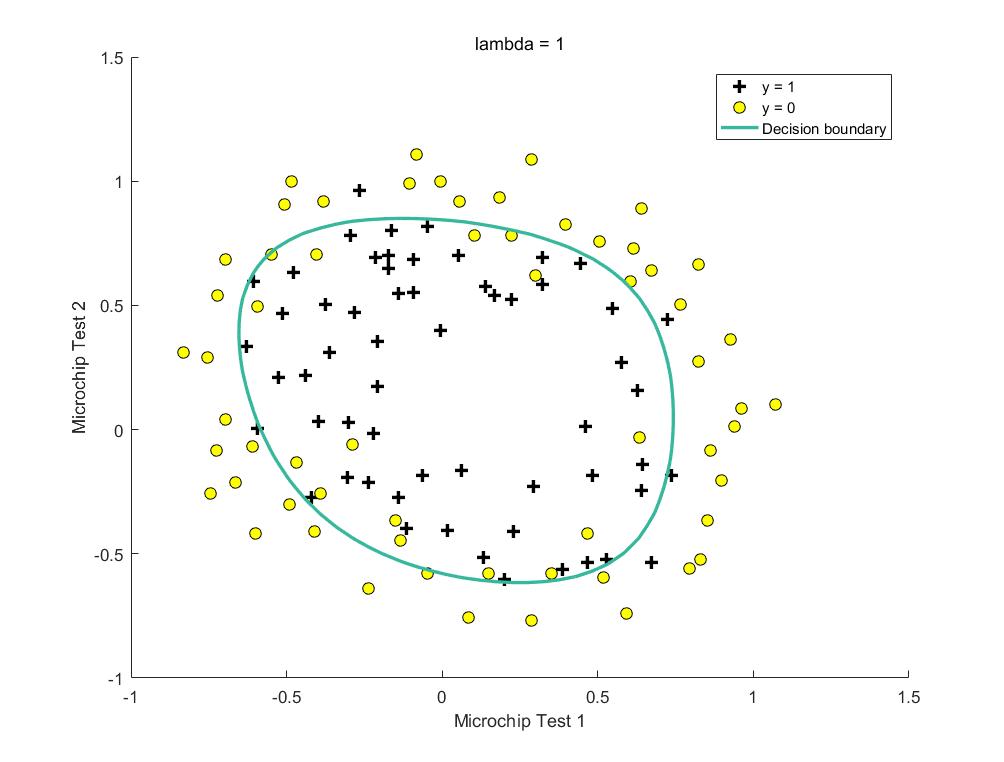 lambda = 1
1.5
y = 1
y = 0
Decision boundary
1
0.5
Microchip Test 2
0
-0.5
-1
-1
-0.5
0
0.5
1
1.5
Microchip Test 1